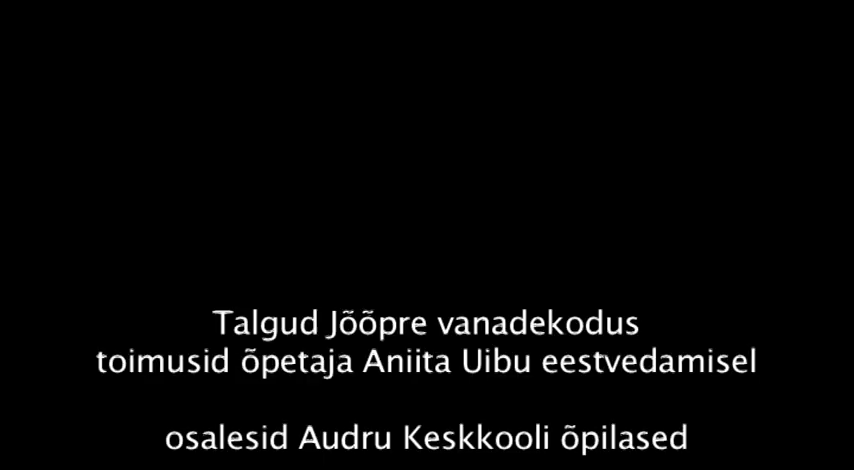 Talgud Jõõpre vanadekodus
toimusid õpetaja Aniita Uibu eestvedamisel
osalesid Audru Keskkooli õpilased